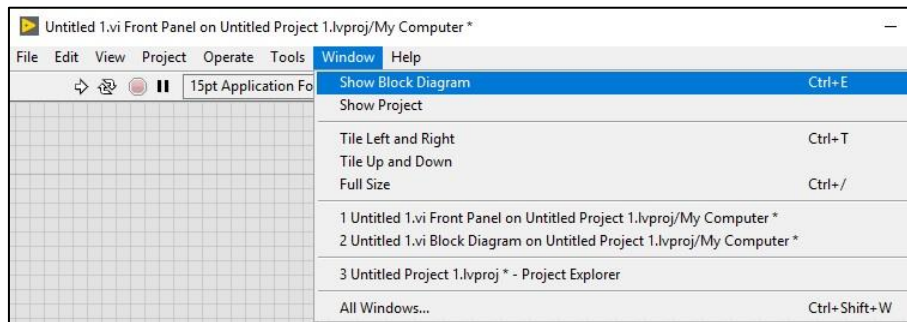 Untitled 1.vi Front Panel on Untitled Project 1.lvproj/My Computer *
File Edit View Project Operate Tools Window Help
15pt Application Fo
Show Block Diagram Ctrl+E
Show Project
Tile Left and Right Ctrl+T
Tile Up and Down
Full Size Ctrl+/
1 Untitled 1.vi Front Panel on Untitled Project 1.lvproj/My Computer *
2 Untitled 1.vi Block Diagram on Untitled Project 1.lvproj/My Computer *
3 Untitled Project 1.lvproj * - Project Explorer
All Windows... Ctrl+Shift+W